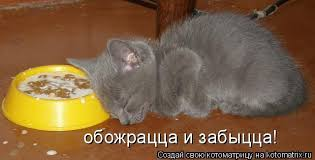 обожрацца и забыцца!
Создай свою котоматрицу на kotomatrix.ru